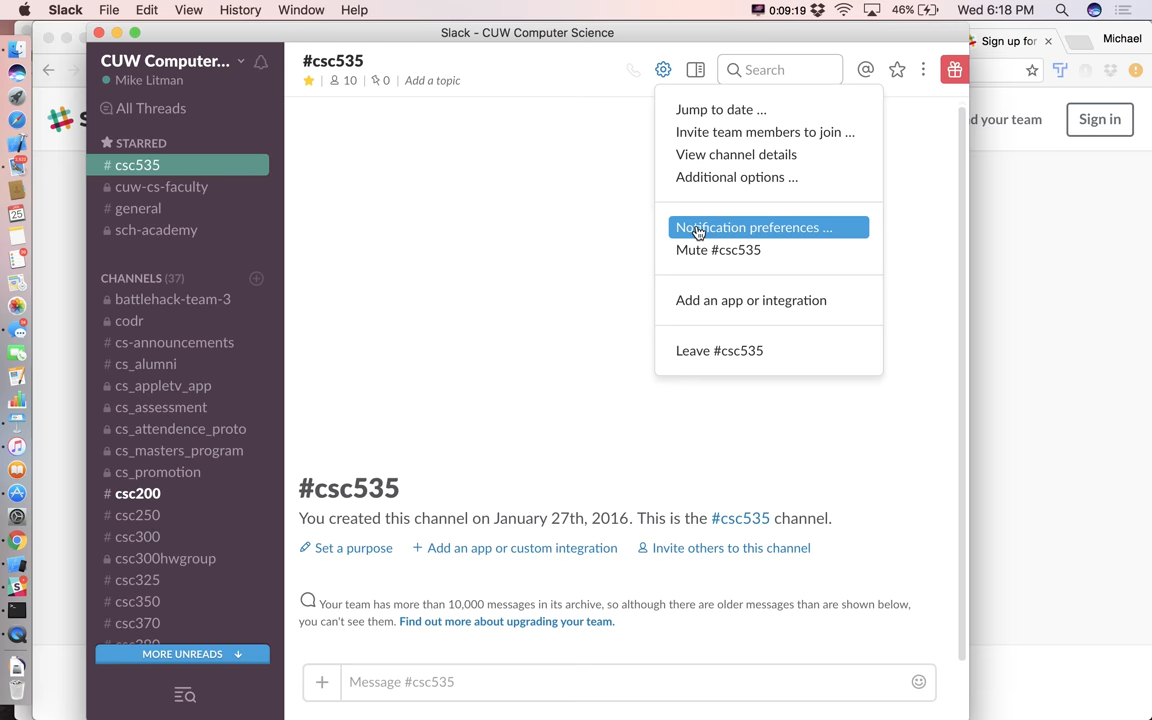 Slack File Edit View History Window Help 0:09:19 46% Wed 6:18 PM
Slack - CUW Computer Science
Sign up for
Michael
CUW Computer...
Mike Litman
All Threads
STARRED
# csc535
cuw-cs-faculty
# general
sch-academy
CHANNELS (37)
battlehack-team-3
codr
# cs-announcements
# cs_alumni
cs_appletv_app
cs_assessment
cs_attendence_proto
cs_masters_program
cs_promotion
# csc200
# csc250
# csc300
csc300hwgroup
# csc325
# csc350
# csc370
MORE UNREADS
#csc535
10 0 Add a topic
Search
Jump to date ...
Invite team members to join ...
View channel details
Additional options ...
Notification preferences ...
Mute #csc535
Add an app or integration
Leave #csc535
d your team
Sign in
#csc535
You created this channel on January 27th, 2016. This is the #csc535 channel.
Set a purpose + Add an app or custom integration Invite others to this channel
Your team has more than 10,000 messages in its archive, so although there are older messages than are shown below,
you can't see them. Find out more about upgrading your team.
Message #csc535